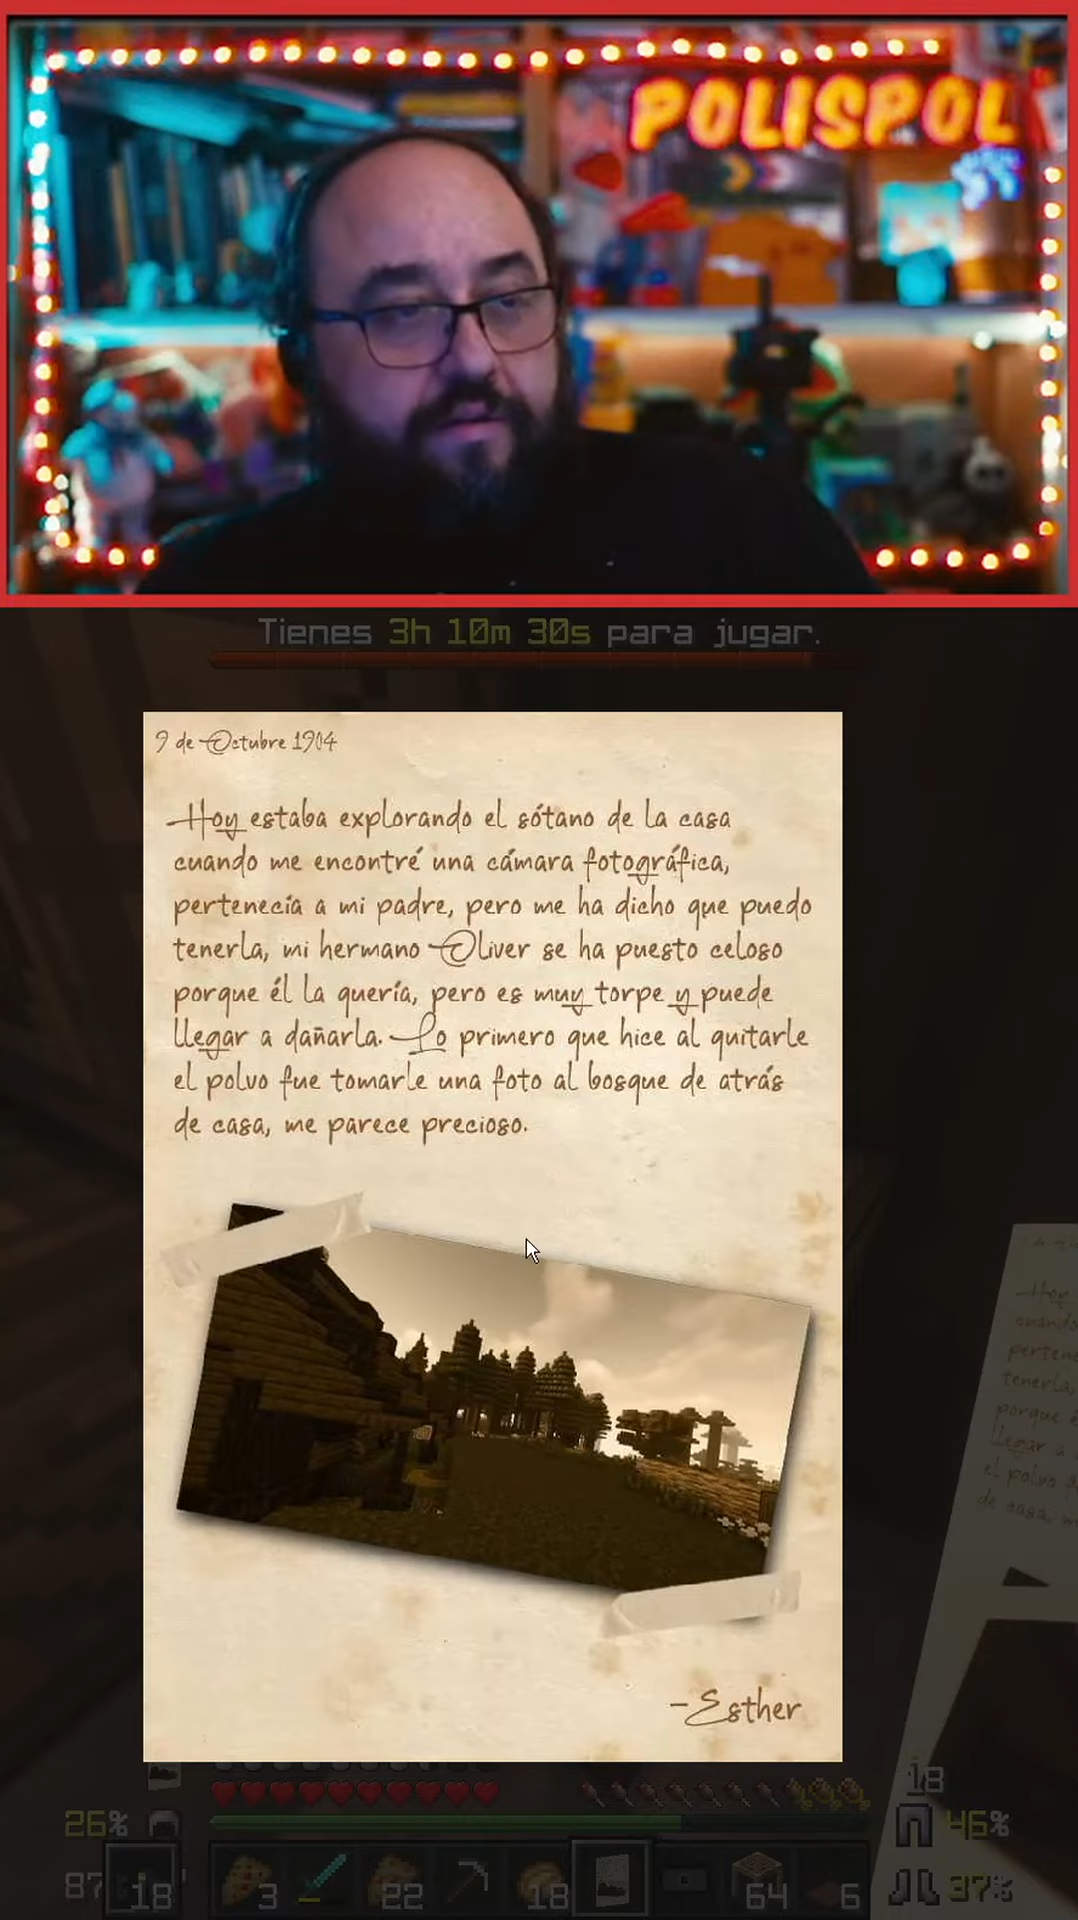 POLISPOL
Tienes 3h 10m 30s para jugar.
9 de Octubre 1904
Hoy estaba explorando el sótano de la casa
cuando me encontré una cámara fotográfica,
pertenecía a mi padre, pero me ha dicho que puedo
tenerla, mi hermano Oliver se ha puesto celoso
porque él la quería, pero es muy torpe y puede
llegar a dañarla. Lo primero que hice al quitarle
el polvo fue tomarle una foto al bosque de atrás
de casa, me parece precioso.
-Esther
18
26%
46%
87
18
3
22
18
64
6
37%